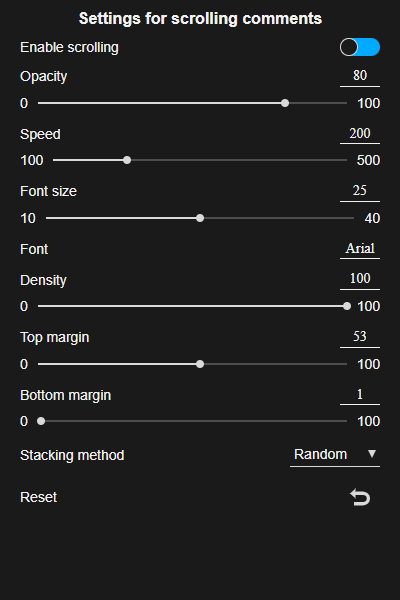 Settings for scrolling comments
Enable scrolling
Opacity 80
0 100
Speed 200
100 500
Font size 25
10 40
Font Arial
Density 100
0 100
Top margin 53
0 100
Bottom margin 1
0 100
Stacking method Random
Reset